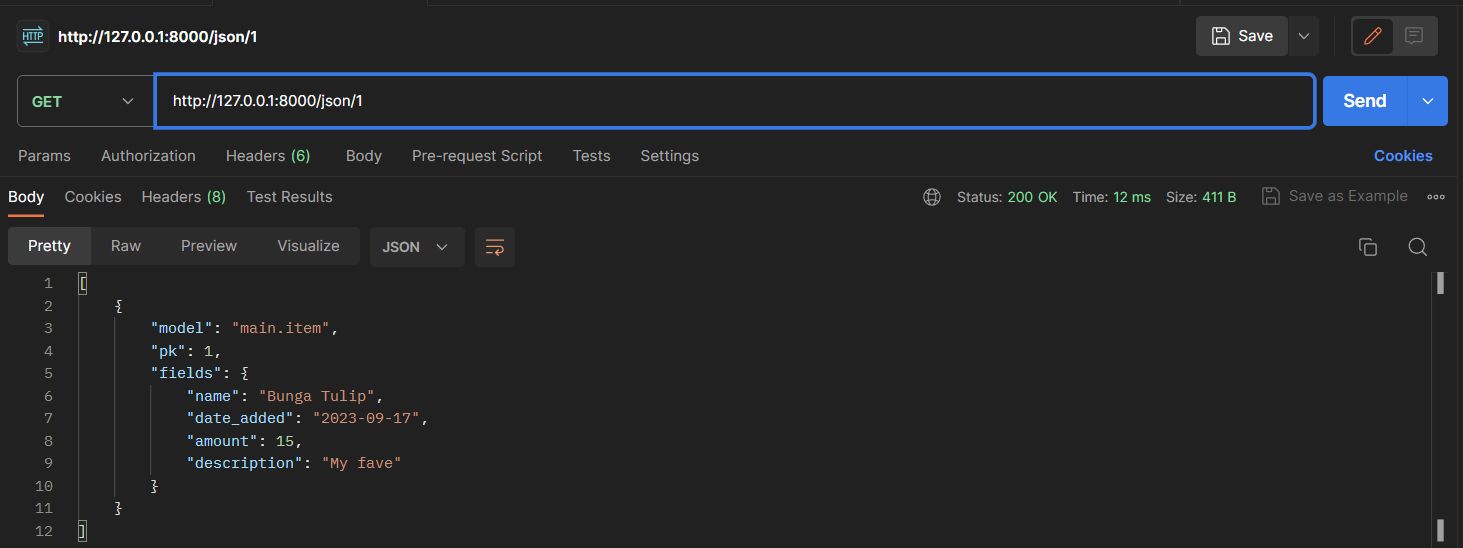 HTTP http://127.0.0.1:8000/json/1 Save
GET http://127.0.0.1:8000/json/1 Send
Params Authorization Headers (6) Body Pre-request Script Tests Settings Cookies
Body Cookies Headers (8) Test Results Status: 200 OK Time: 12 ms Size: 411 B Save as Example
Pretty Raw Preview Visualize JSON
1 [
2 {
3 "model": "main.item",
4 "pk": 1,
5 "fields": {
6 "name": "Bunga Tulip",
7 "date_added": "2023-09-17",
8 "amount": 15,
9 "description": "My fave"
10 }
11 }
12 ]